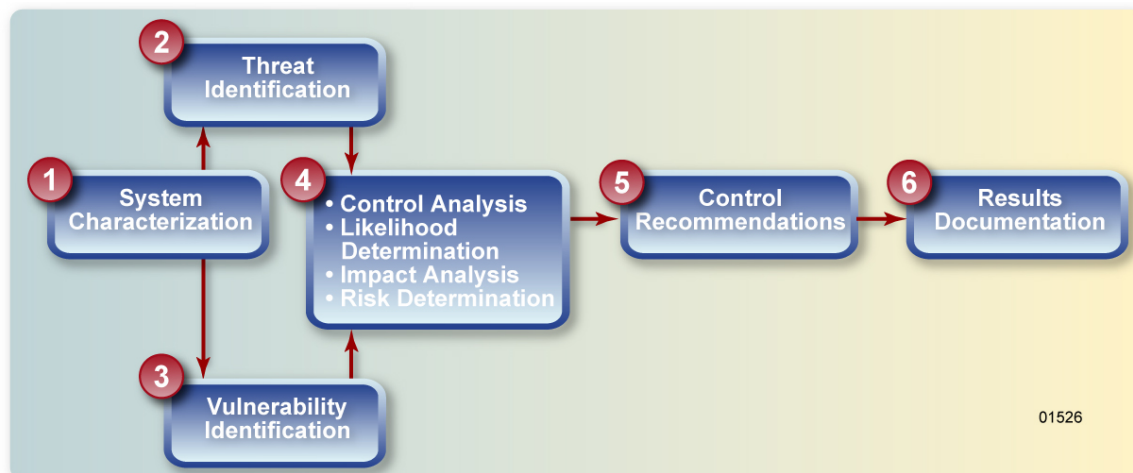 2
Threat
Identification
1
System
Characterization
4
• Control Analysis
• Likelihood
Determination
• Impact Analysis
• Risk Determination
5
Control
Recommendations
6
Results
Documentation
3
Vulnerability
Identification
01526